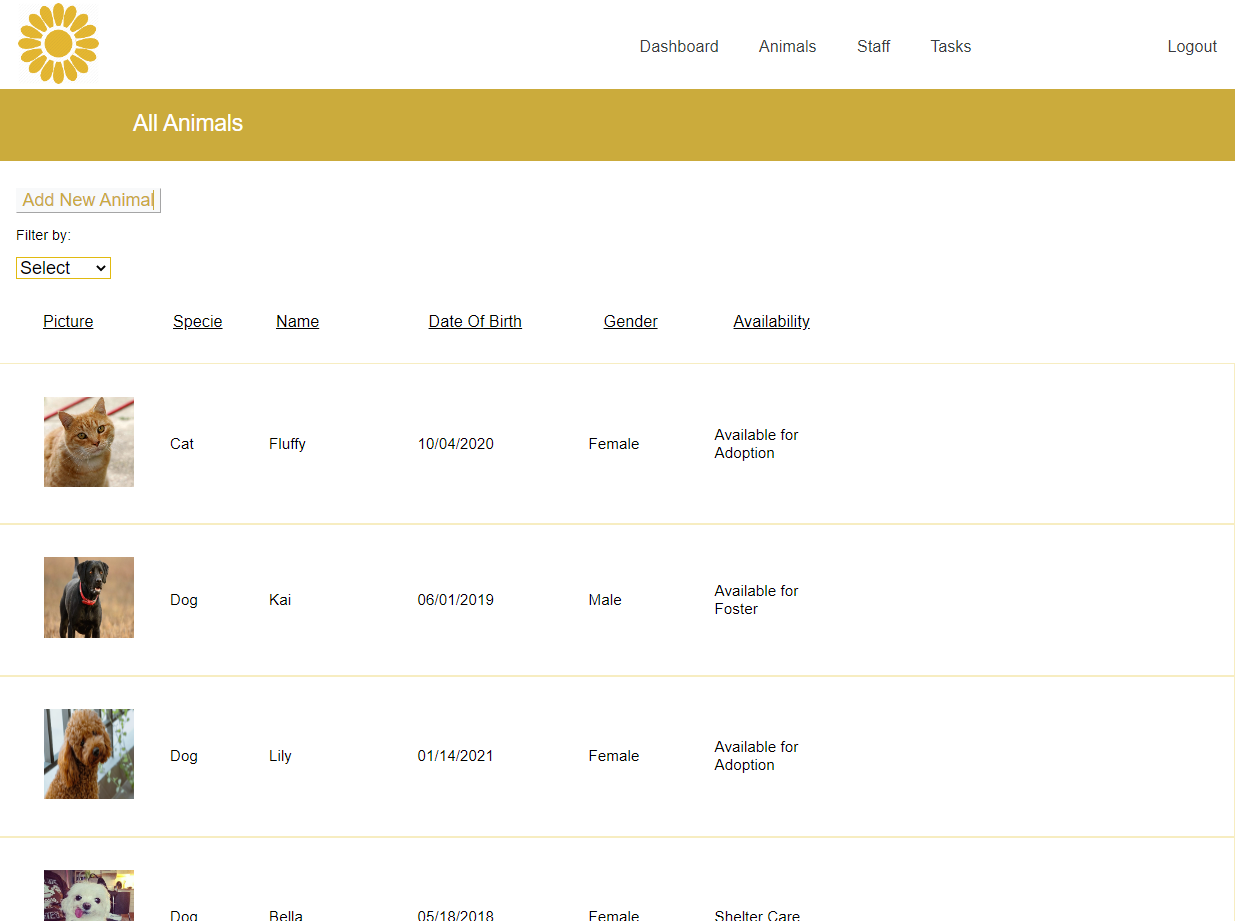 Dashboard Animals Staff Tasks Logout
All Animals
Add New Animal
Filter by:
Select
Picture Specie Name Date Of Birth Gender Availability
Cat Fluffy 10/04/2020 Female Available for
Adoption
Dog Kai 06/01/2019 Male Available for
Foster
Dog Lily 01/14/2021 Female Available for
Adoption
Dog Bella 05/18/2018 Female Shelter Care